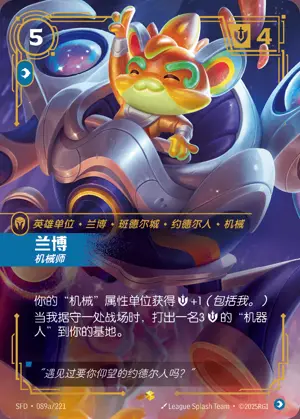 5
4
英雄单位 • 兰博 • 班德尔城 • 约德尔人 • 机械
兰博
机械师
你的“机械”属性单位获得 +1（包括我。）
当我据守一处战场时，打出一名3 的“机器
人”到你的基地。
“遇见过要你仰望的约德尔人吗？”
SFD • 089a/221
League Splash Team • ©2025RIOT